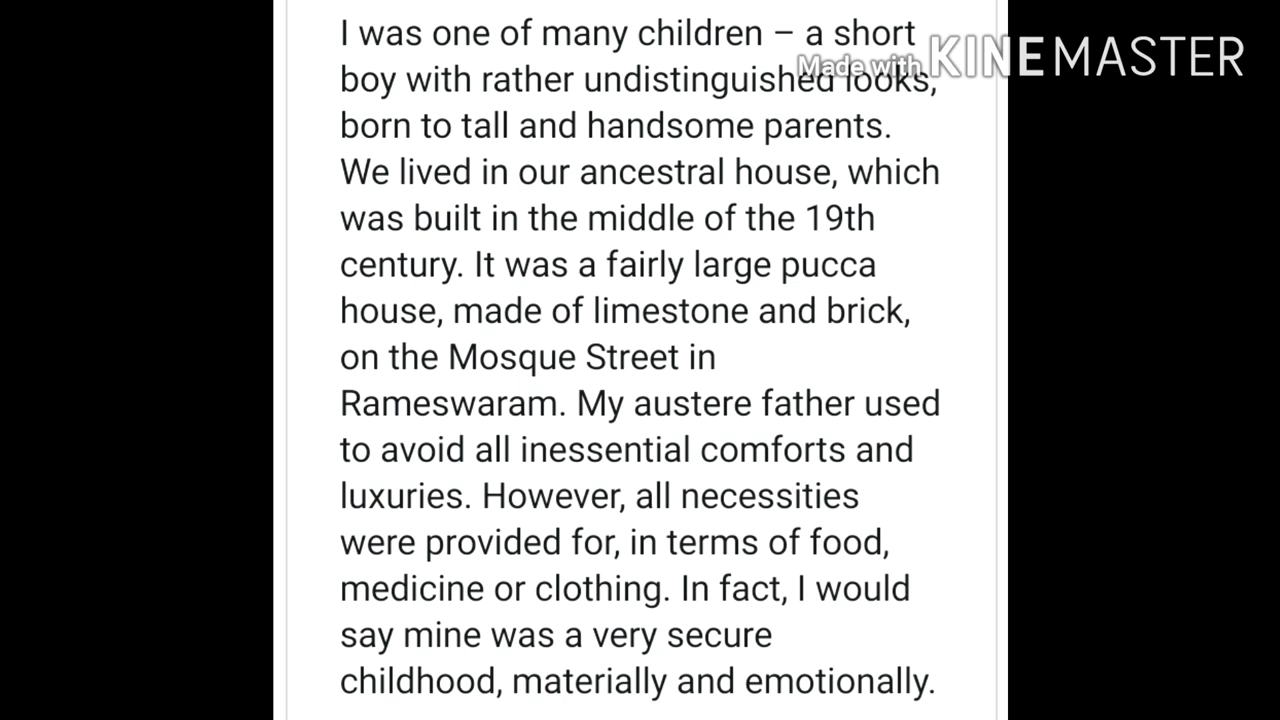 I was one of many children – a short
Made with KINEMASTER
boy with rather undistinguished looks,
born to tall and handsome parents.
We lived in our ancestral house, which
was built in the middle of the 19th
century. It was a fairly large pucca
house, made of limestone and brick,
on the Mosque Street in
Rameswaram. My austere father used
to avoid all inessential comforts and
luxuries. However, all necessities
were provided for, in terms of food,
medicine or clothing. In fact, I would
say mine was a very secure
childhood, materially and emotionally.